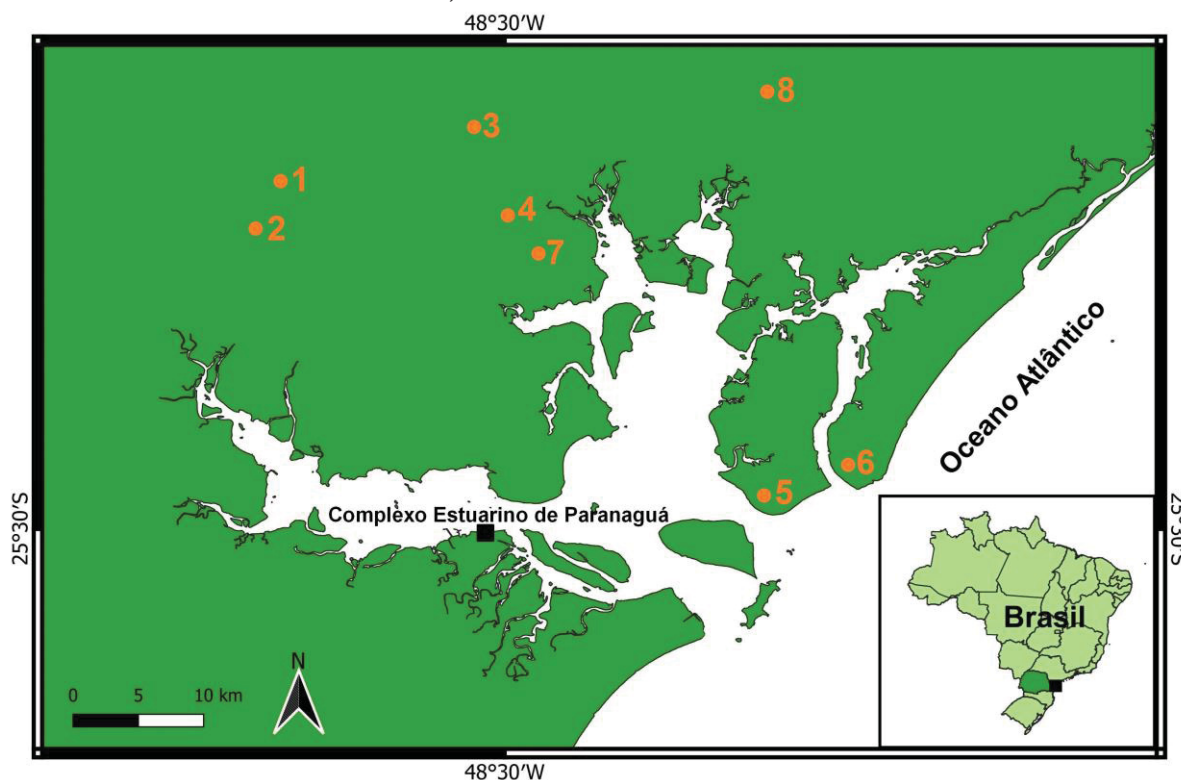 48°30'W
8
3
1
4
2
7
Oceano Atlântico
6
5
Complexo Estuarino de Paranaguá
25°30'S
25°30'S
Brasil
N
0 5 10 km
48°30'W